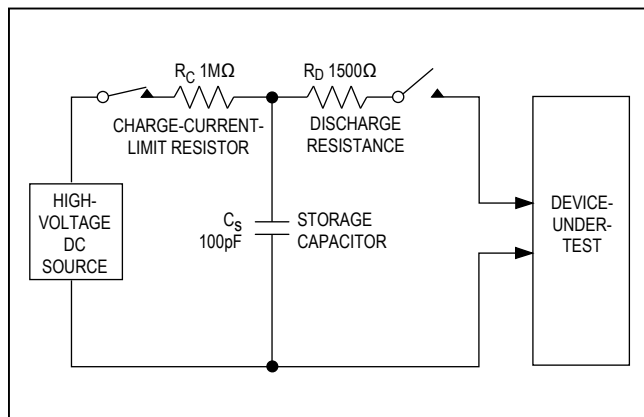 R_C 1MΩ
CHARGE-CURRENT-
LIMIT RESISTOR
R_D 1500Ω
DISCHARGE
RESISTANCE
HIGH-
VOLTAGE
DC
SOURCE
C_S
100pF
STORAGE
CAPACITOR
DEVICE-
UNDER-
TEST